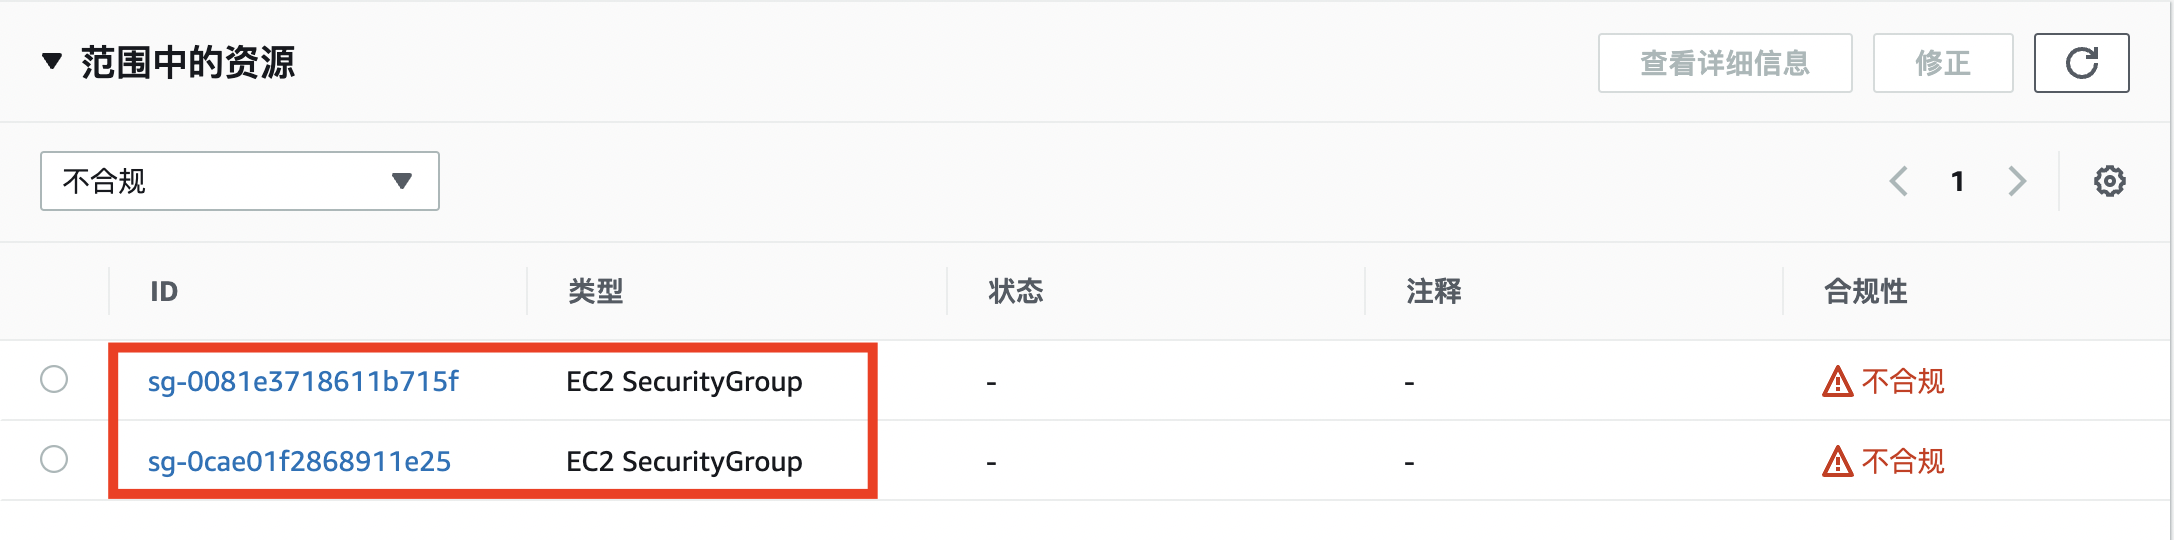 范围中的资源 查看详细信息 修正
不合规 1
ID 类型 状态 注释 合规性
sg-0081e3718611b715f EC2 SecurityGroup - - 不合规
sg-0cae01f2868911e25 EC2 SecurityGroup - - 不合规